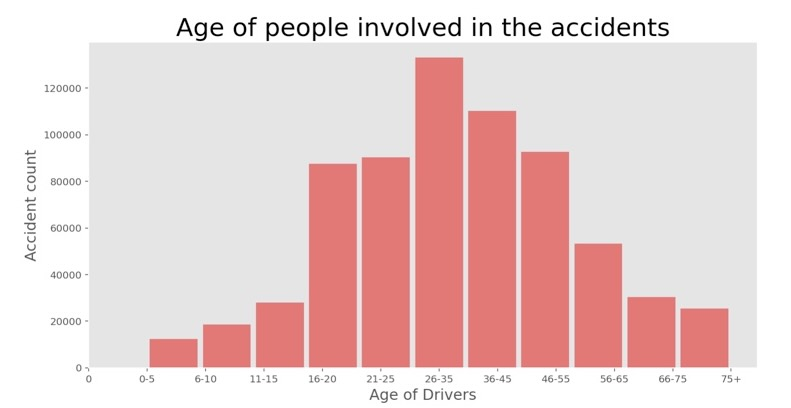 Age of people involved in the accidents
Accident count
120000
100000
80000
60000
40000
20000
0
0 0-5 6-10 11-15 16-20 21-25 26-35 36-45 46-55 56-65 66-75 75+
Age of Drivers